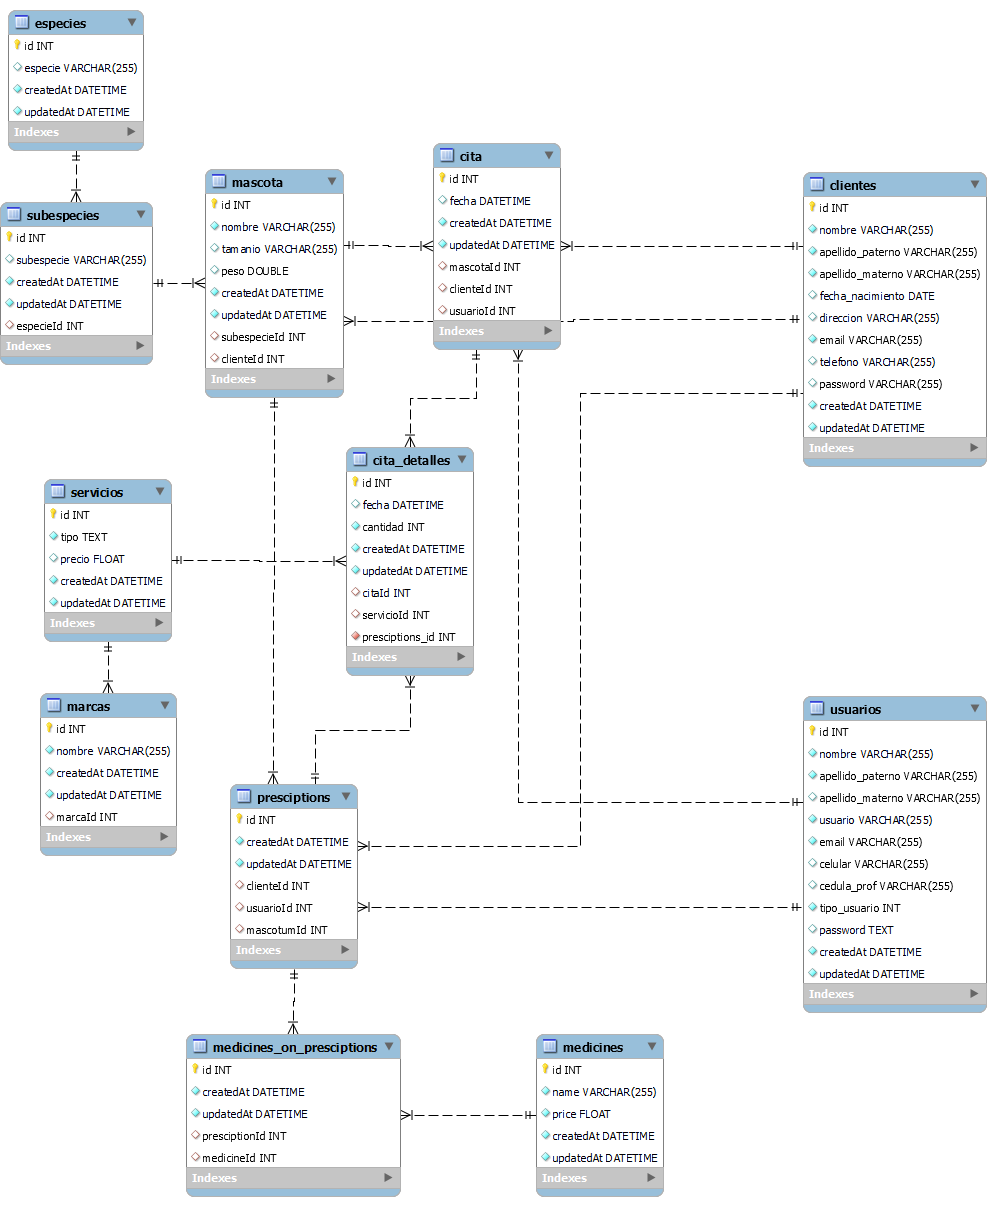 especies
id INT
especie VARCHAR(255)
createdAt DATETIME
updatedAt DATETIME
Indexes
subespecies
id INT
subespecie VARCHAR(255)
createdAt DATETIME
updatedAt DATETIME
especieId INT
Indexes
mascota
id INT
nombre VARCHAR(255)
tamanio VARCHAR(255)
peso DOUBLE
createdAt DATETIME
updatedAt DATETIME
subespecieId INT
clienteId INT
Indexes
cita
id INT
fecha DATETIME
createdAt DATETIME
updatedAt DATETIME
mascotaId INT
clienteId INT
usuarioId INT
Indexes
clientes
id INT
nombre VARCHAR(255)
apellido_paterno VARCHAR(255)
apellido_materno VARCHAR(255)
fecha_nacimiento DATE
direccion VARCHAR(255)
email VARCHAR(255)
telefono VARCHAR(255)
password VARCHAR(255)
createdAt DATETIME
updatedAt DATETIME
Indexes
servicios
id INT
tipo TEXT
precio FLOAT
createdAt DATETIME
updatedAt DATETIME
Indexes
cita_detalles
id INT
fecha DATETIME
cantidad INT
createdAt DATETIME
updatedAt DATETIME
citaId INT
servicioId INT
presciptions_id INT
Indexes
marcas
id INT
nombre VARCHAR(255)
createdAt DATETIME
updatedAt DATETIME
marcaId INT
Indexes
presciptions
id INT
createdAt DATETIME
updatedAt DATETIME
clienteId INT
usuarioId INT
mascotumId INT
Indexes
usuarios
id INT
nombre VARCHAR(255)
apellido_paterno VARCHAR(255)
apellido_materno VARCHAR(255)
usuario VARCHAR(255)
email VARCHAR(255)
celular VARCHAR(255)
cedula_prof VARCHAR(255)
tipo_usuario INT
password TEXT
createdAt DATETIME
updatedAt DATETIME
Indexes
medicines_on_presciptions
id INT
createdAt DATETIME
updatedAt DATETIME
presciptionId INT
medicineId INT
Indexes
medicines
id INT
name VARCHAR(255)
price FLOAT
createdAt DATETIME
updatedAt DATETIME
Indexes